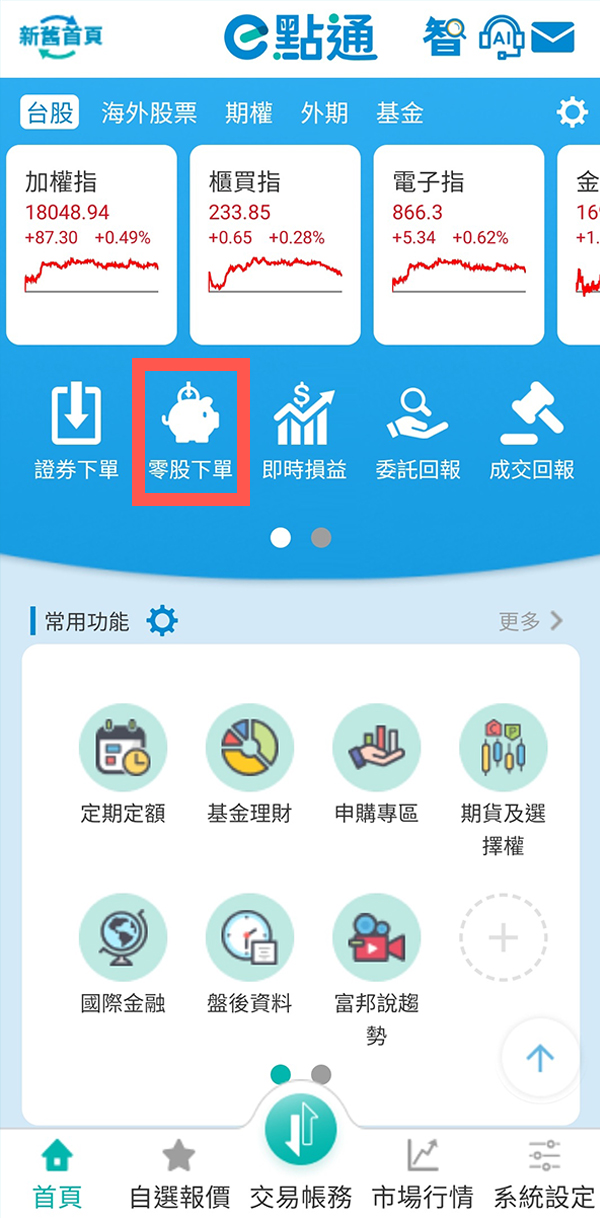 新舊首頁
e點通
智
AI
台股 海外股票 期權 外期 基金
加權指 櫃買指 電子指 金
18048.94 233.85 866.3 16
+87.30 +0.49% +0.65 +0.28% +5.34 +0.62% +1.
證券下單 零股下單 即時損益 委託回報 成交回報
常用功能 更多
C P
定期定額 基金理財 申購專區 期貨及選
擇權
國際金融 盤後資料 富邦說趨
勢
首頁 自選報價 交易帳務 市場行情 系統設定